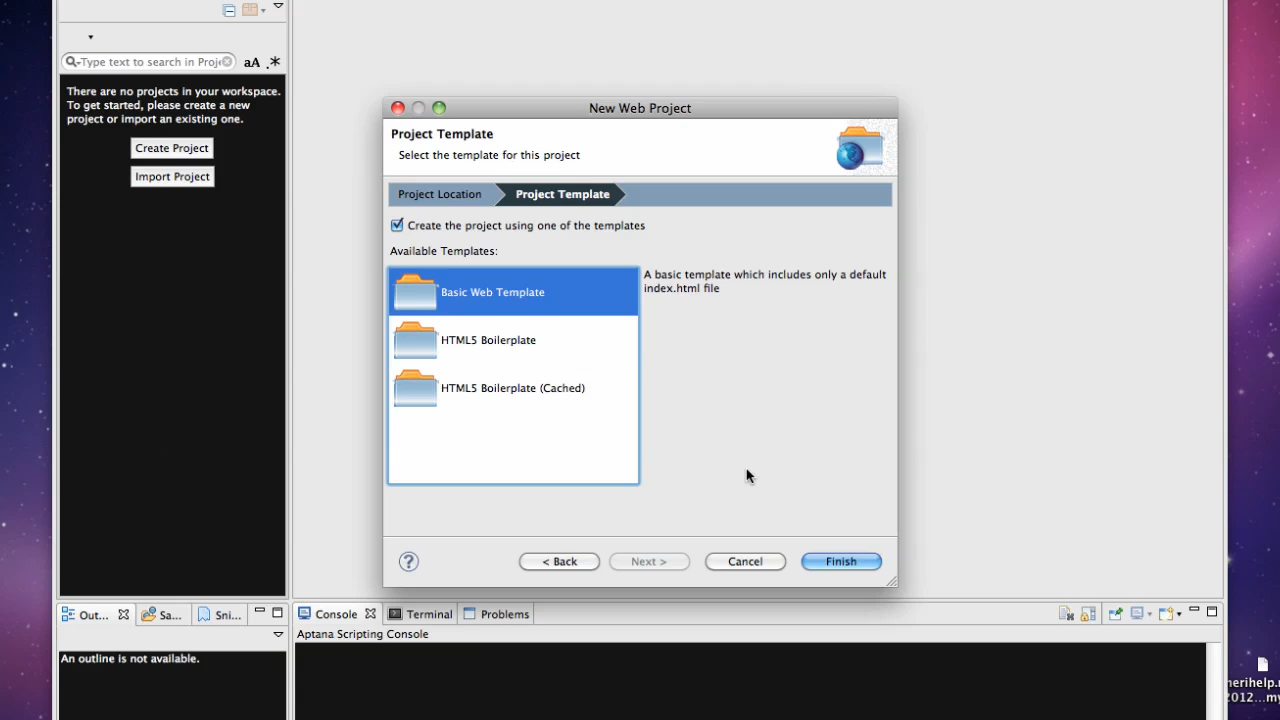 Type text to search in Proj
aA .*
There are no projects in your workspace.
To get started, please create a new
project or import an existing one.
Create Project
Import Project
New Web Project
Project Template
Select the template for this project
Project Location
Project Template
Create the project using one of the templates
Available Templates:
Basic Web Template
HTML5 Boilerplate
HTML5 Boilerplate (Cached)
A basic template which includes only a default
index.html file
?
< Back
Next >
Cancel
Finish
Out...
Sa...
Sni...
An outline is not available.
Console
Terminal
Problems
Aptana Scripting Console
2012...my